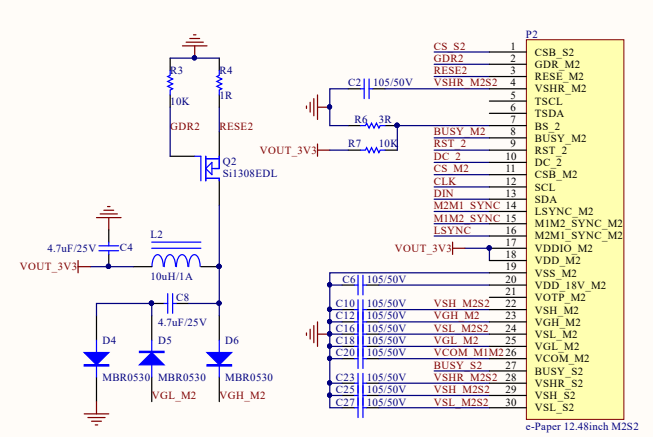 P2
CS_S2 1 CSB_S2
GDR2 2 GDR_M2
RESE2 3 RESE_M2
C2 105/50V VSHR_M2S2 4 VSHR_M2
5 TSCL
6 TSDA
R6 3R 7 BS_2
BUSY_M2 8 BUSY_M2
VOUT_3V3 R7 10K RST_2 9 RST_2
DC_2 10 DC_2
CS_M2 11 CSB_M2
CLK 12 SCL
DIN 13 SDA
M2M1_SYNC 14 LSYNC_M2
M1M2_SYNC 15 M1M2_SYNC_M2
LSYNC 16 M2M1_SYNC_M2
VOUT_3V3 17 VDDIO_M2
18 VDD_M2
19 VSS_M2
C6 105/50V 20 VDD_18V_M2
21 VOTP_M2
C10 105/50V VSH_M2S2 22 VSH_M2
C12 105/50V VGH_M2 23 VGH_M2
C16 105/50V VSL_M2S2 24 VSL_M2
C18 105/50V VGL_M2 25 VGL_M2
C20 105/50V VCOM_M1M2 26 VCOM_M2
BUSY_S2 27 BUSY_S2
C23 105/50V VSHR_M2S2 28 VSHR_S2
C25 105/50V VSH_M2S2 29 VSH_S2
C27 105/50V VSL_M2S2 30 VSL_S2
e-Paper 12.48inch M2S2
R3 R4
10K 1R
GDR2 RESE2
Q2
Si1308EDL
L2
4.7uF/25V C4
VOUT_3V3
10uH/1A
C8
4.7uF/25V
D4 D5 D6
MBR0530 MBR0530 MBR0530
VGL_M2 VGH_M2